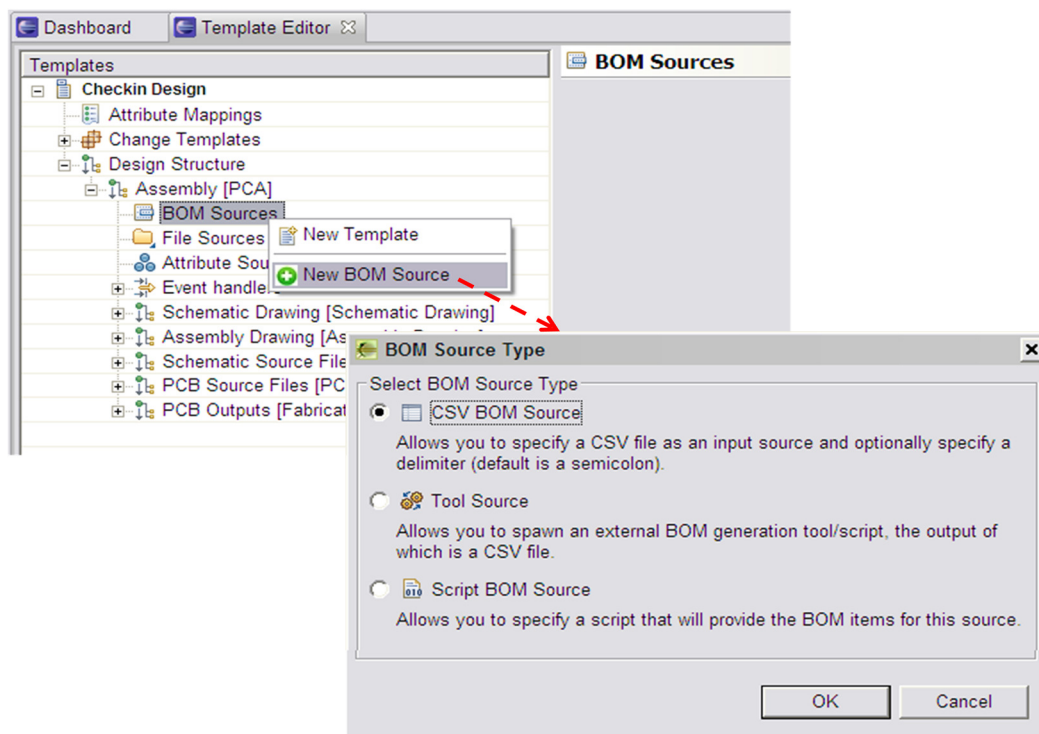 Dashboard
Template Editor
Templates
BOM Sources
Checkin Design
Attribute Mappings
Change Templates
Design Structure
Assembly [PCA]
BOM Sources
File Sources
New Template
Attribute Sou
New BOM Source
Event handle
Schematic Drawing [Schematic Drawing]
Assembly Drawing [As
Schematic Source File
PCB Source Files [PC
PCB Outputs [Fabricat
BOM Source Type
Select BOM Source Type
CSV BOM Source
Allows you to specify a CSV file as an input source and optionally specify a
delimiter (default is a semicolon).
Tool Source
Allows you to spawn an external BOM generation tool/script, the output of
which is a CSV file.
Script BOM Source
Allows you to specify a script that will provide the BOM items for this source.
OK
Cancel